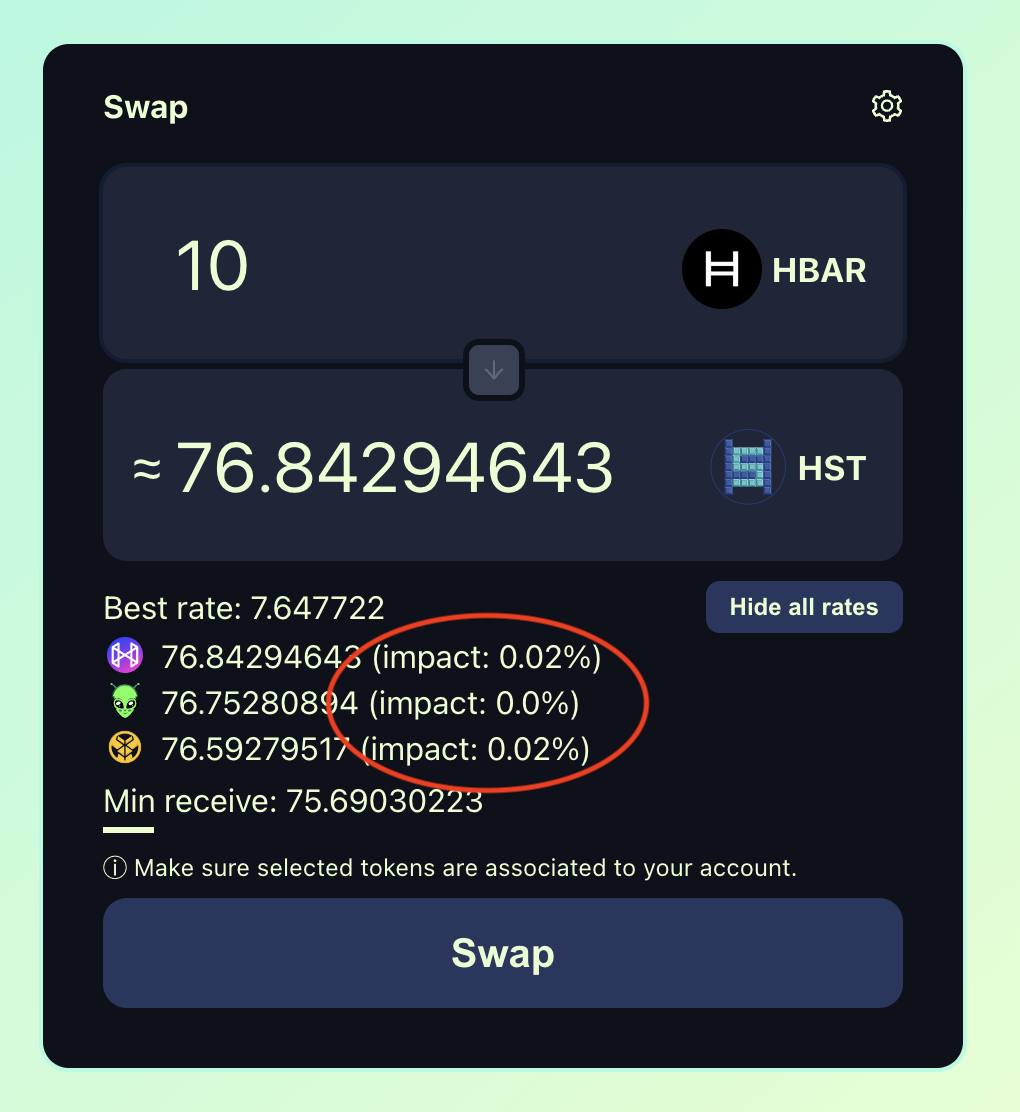 Swap
10 HBAR
≈ 76.84294643 HST
Best rate: 7.647722 Hide all rates
76.84294643 (impact: 0.02%)
76.75280894 (impact: 0.0%)
76.59279517 (impact: 0.02%)
Min receive: 75.69030223
ⓘ Make sure selected tokens are associated to your account.
Swap